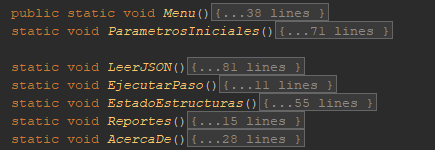 public static void Menu(){...38 lines }
static void ParametrosIniciales(){...71 lines }
static void LeerJSON(){...81 lines }
static void EjecutarPaso(){...11 lines }
static void EstadoEstructuras(){...55 lines }
static void Reportes(){...15 lines }
static void AcercaDe(){...28 lines }